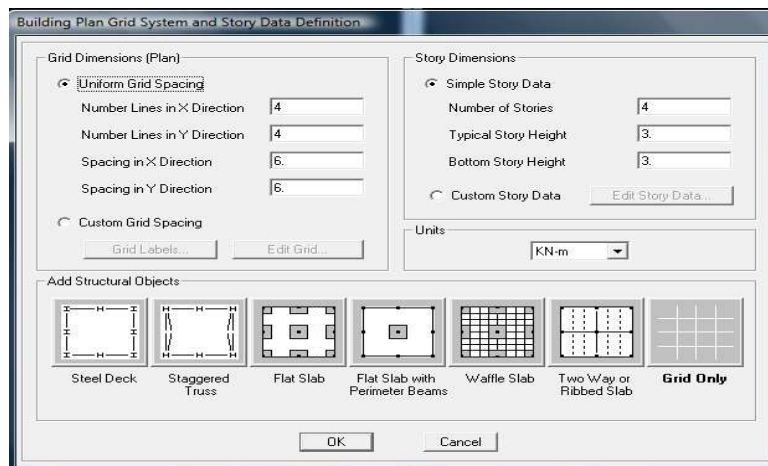 Building Plan Grid System and Story Data Definition
Grid Dimensions (Plan)
Uniform Grid Spacing
Number Lines in X Direction 4
Number Lines in Y Direction 4
Spacing in X Direction 6.
Spacing in Y Direction 6.
Custom Grid Spacing
Grid Labels... Edit Grid...
Story Dimensions
Simple Story Data
Number of Stories 4
Typical Story Height 3.
Bottom Story Height 3.
Custom Story Data Edit Story Data...
Units
KN-m
Add Structural Objects
Steel Deck
Staggered
Truss
Flat Slab
Flat Slab with
Perimeter Beams
Waffle Slab
Two Way or
Ribbed Slab
Grid Only
OK Cancel